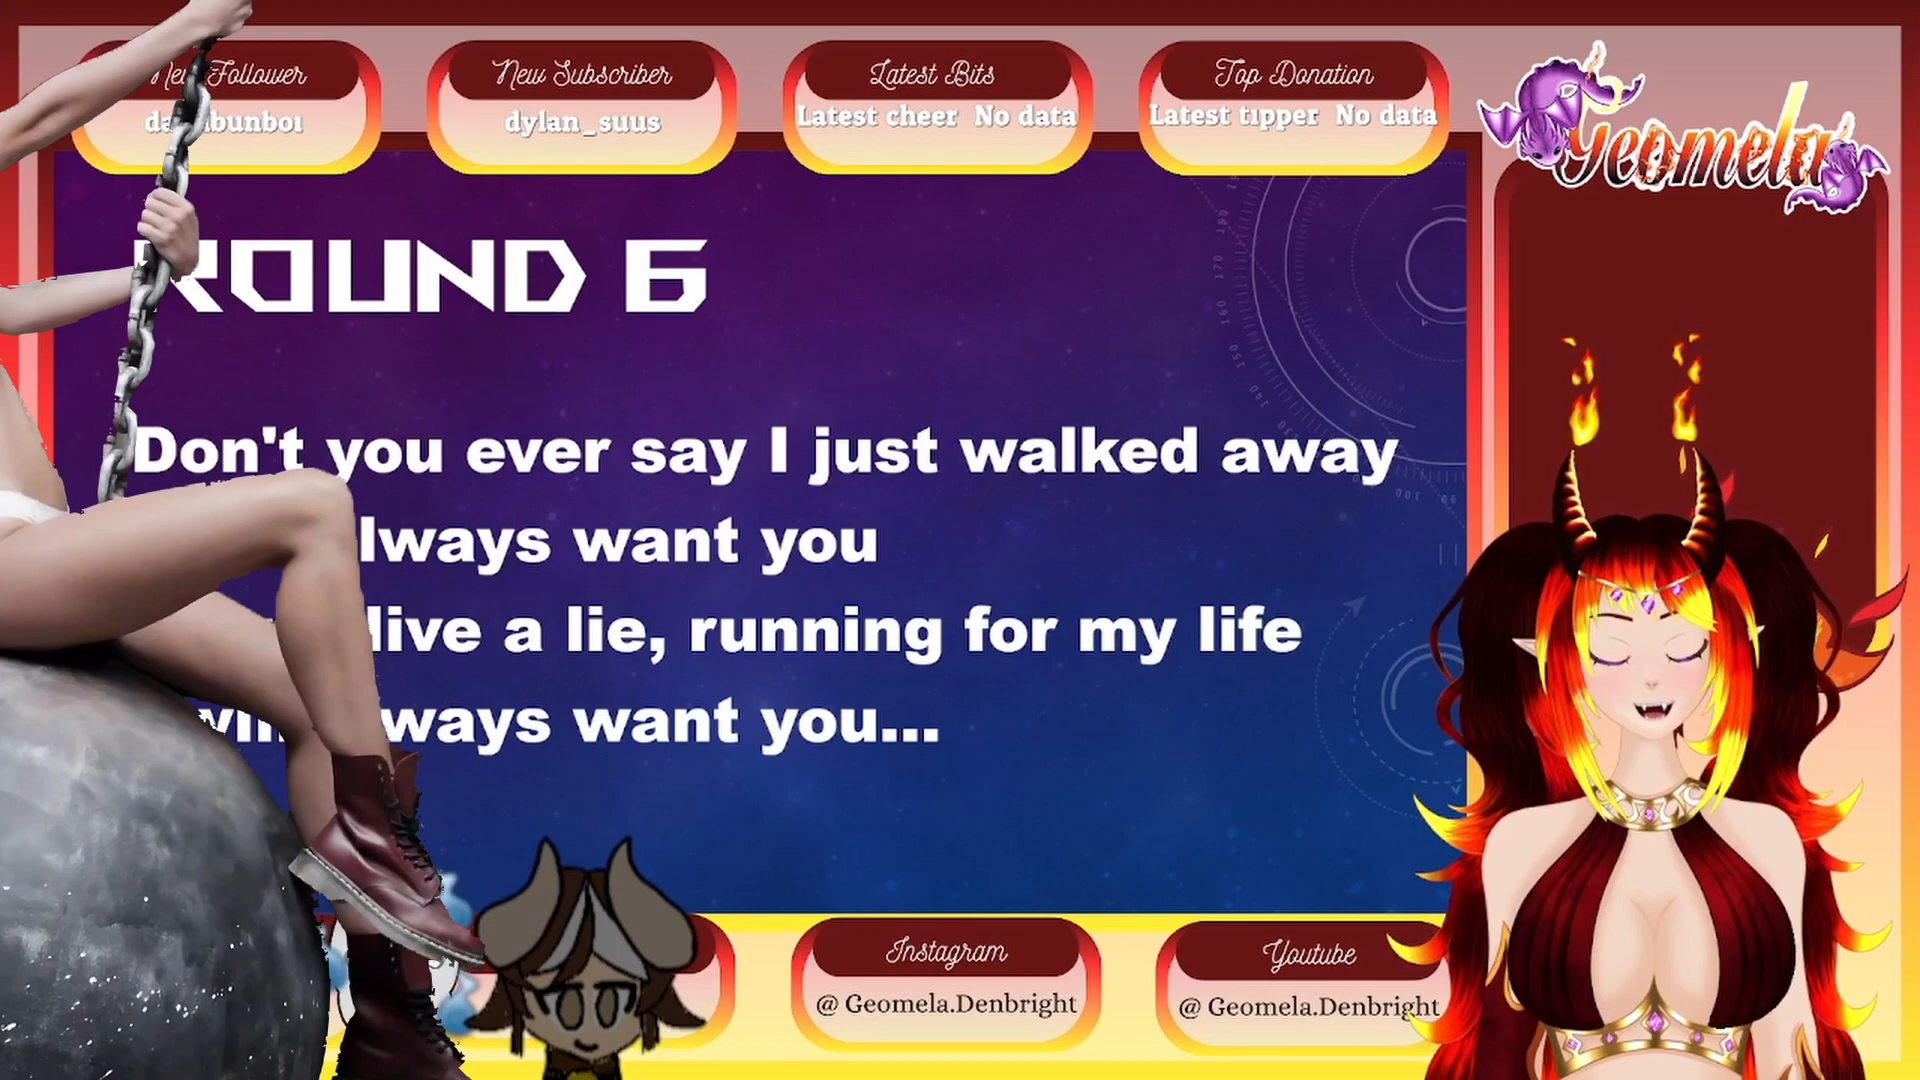 New Follower
New Subscriber
Latest Bits
Top Donation
dylan_suus
Latest cheer No data
Latest tipper No data
Geomela
ROUND 6
Don't you ever say I just walked away
want you
live a lie, running for my life
want you...
Instagram
Youtube
@ Geomela.Denbright
@ Geomela.Denbright